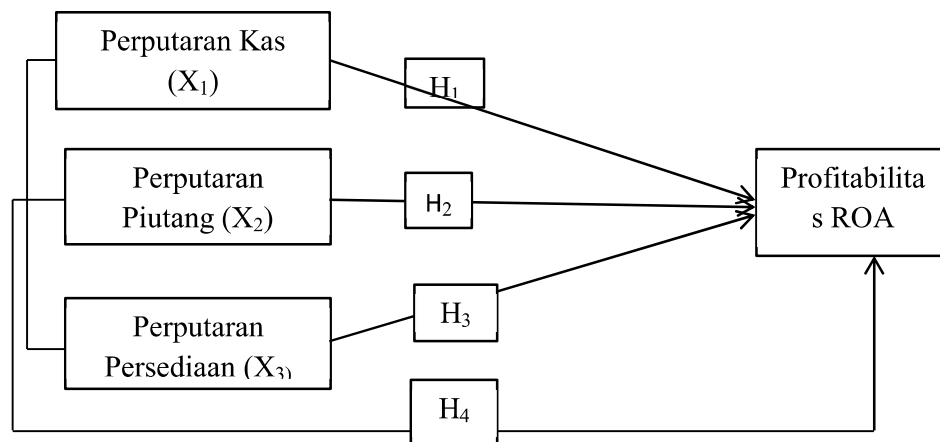 Perputaran Kas
(X₁)
H₁
Perputaran
Piutang (X₂)
H₂
Profitabilita
s ROA
Perputaran
Persediaan (X₃)
H₃
H₄